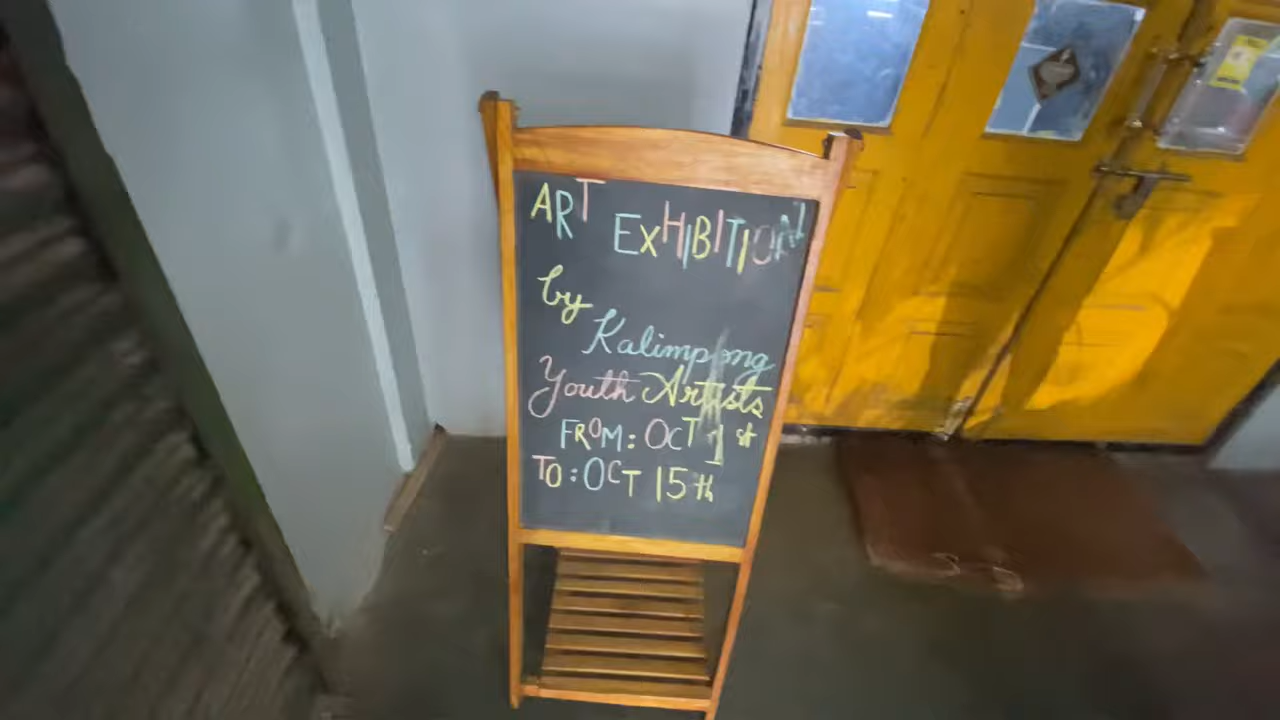 ART EXHIBITION
by
Kalimpong
Youth Artists
FROM: OCT 1st
TO: OCT 15th